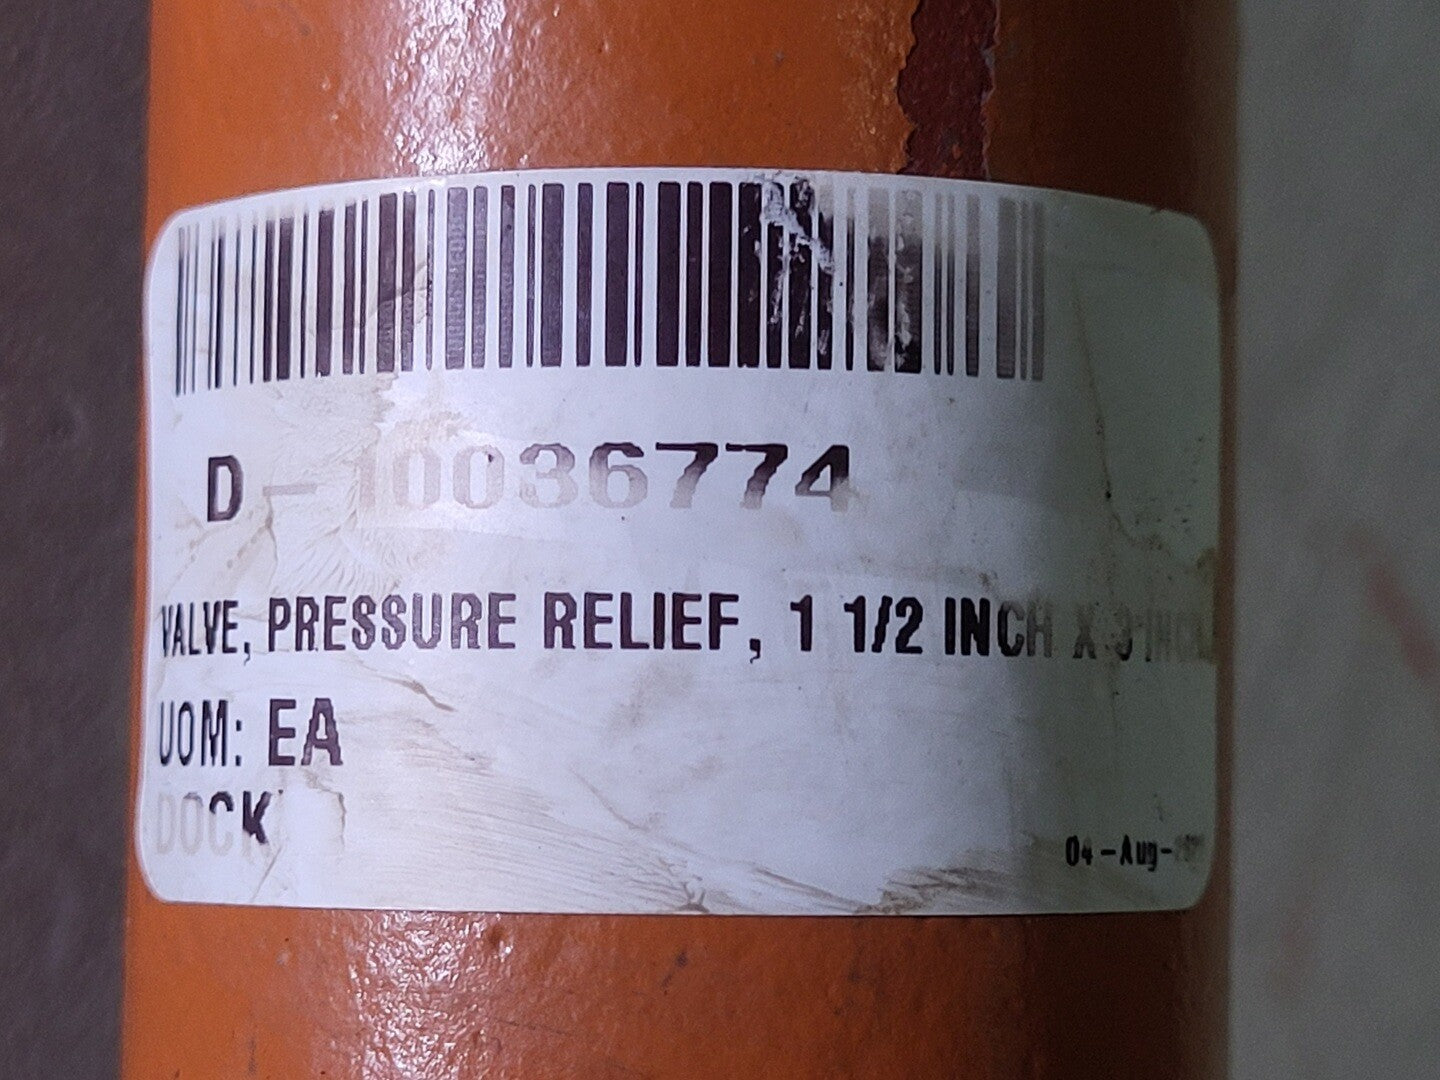 D-10036774
VALVE, PRESSURE RELIEF, 1 1/2 INCH X
UOM: EA
DOCK
04-Aug-